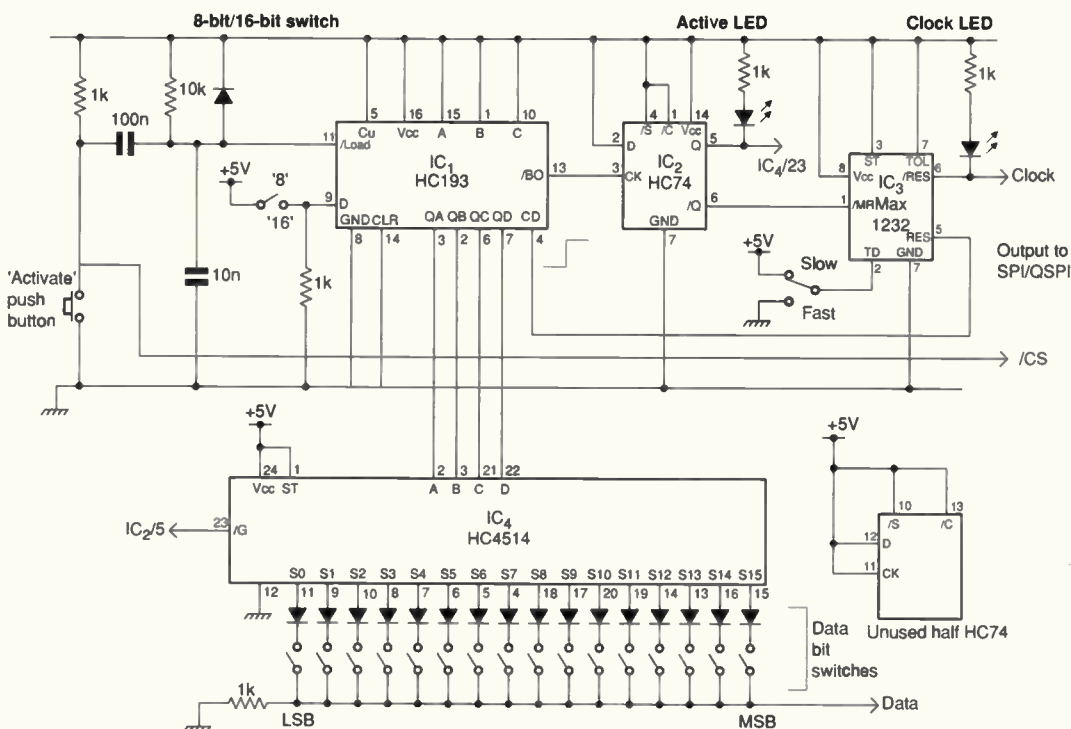 8-bit/16-bit switch
Active LED
Clock LED
1k
10k
100n
5
16
15
1
10
Cu
Vcc
A
B
C
11
/Load
IC1
HC193
/BO
13
+5V
'8'
'16'
9
D
GND
CLR
QA
QB
QC
QD
CD
8
14
3
2
6
7
4
10n
1k
'Activate'
push
button
2
D
4
1
14
/S
/C
Vcc
Q
5
IC2
HC74
3
CK
/Q
6
GND
7
1k
IC4/23
1k
3
7
ST
TOL
8
Vcc
/RES
6
Clock
IC3
1
/MR
Max
1232
RES
5
TD
GND
2
7
+5V
Slow
Fast
Output to
SPI/QSPI
/CS
+5V
24
1
Vcc
ST
2
3
21
22
A
B
C
D
IC2/5
23
/G
IC4
HC4514
S0
S1
S2
S3
S4
S5
S6
S7
S8
S9
S10
S11
S12
S13
S14
S15
12
11
9
10
8
7
6
5
4
18
17
20
19
14
13
16
15
Data
bit
switches
1k
LSB
MSB
Data
+5V
10
13
/S
/C
12
D
11
CK
Unused half HC74